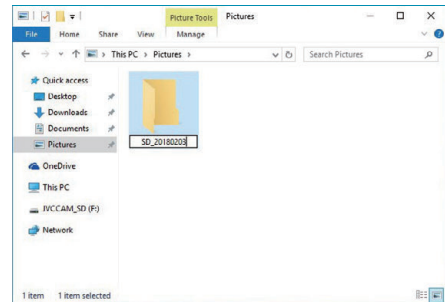 Picture Tools Pictures
File Home Share View Manage
This PC > Pictures >
Search Pictures
Quick access
Desktop
Downloads
Documents
Pictures
OneDrive
This PC
JVCCAM_SD (F:)
Network
SD_20180203
1 item 1 item selected